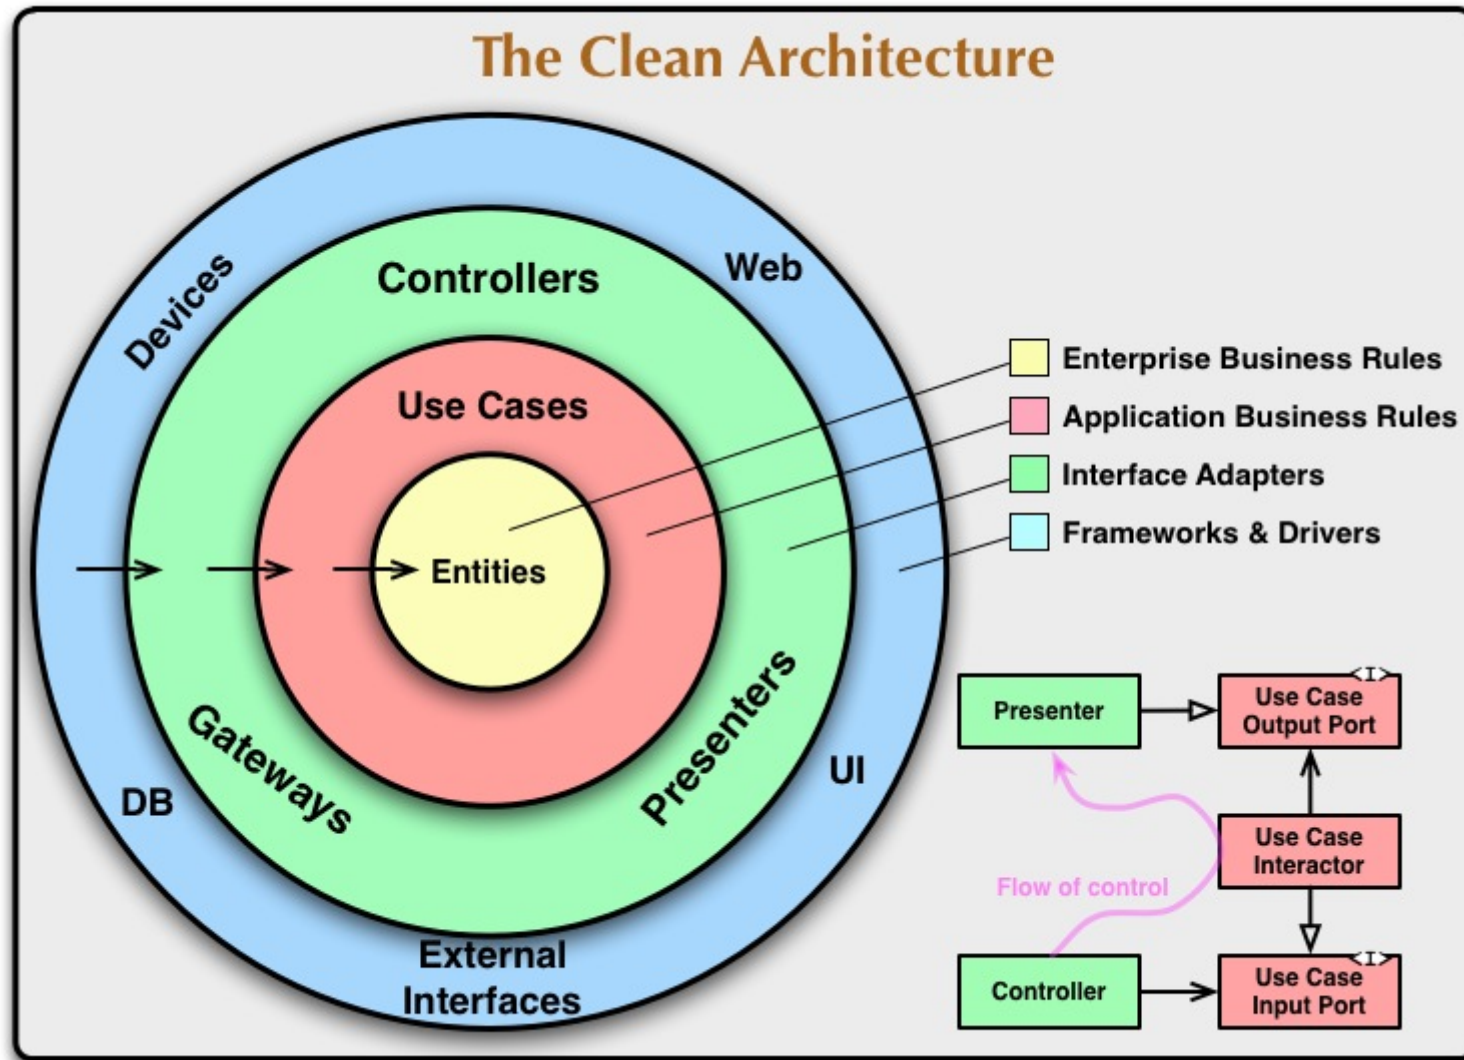 The Clean Architecture
Devices
Controllers
Web
Use Cases
Entities
Gateways
Presenters
DB
UI
External
Interfaces
Enterprise Business Rules
Application Business Rules
Interface Adapters
Frameworks & Drivers
Presenter
<I>
Use Case
Output Port
Flow of control
Use Case
Interactor
Controller
<I>
Use Case
Input Port